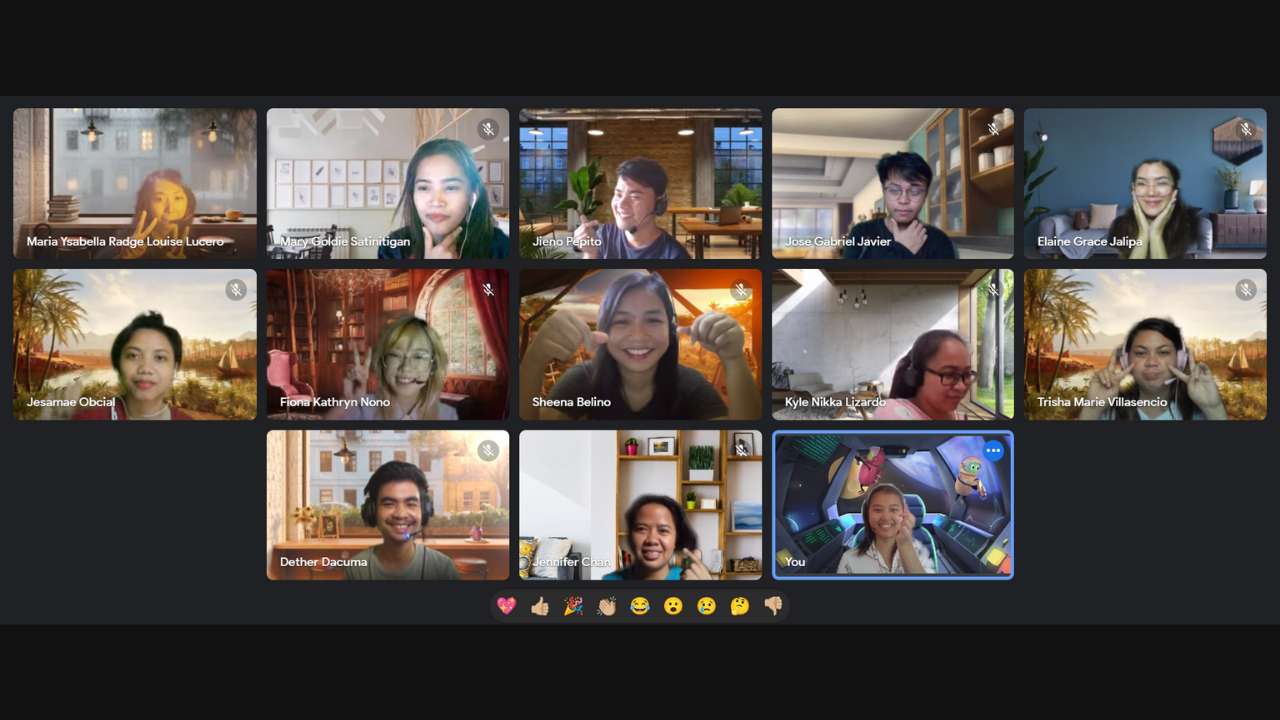 Maria Ysabella Radge Louise Lucero
Mary Goldie Satinitigan
Jieno Pepito
Jose Gabriel Javier
Elaine Grace Jalipa
Jesamae Obcial
Fiona Kathryn Nono
Sheena Belino
Kyle Nikka Lizardo
Trisha Marie Villasencio
Dether Dacuma
Jennifer Chan
You